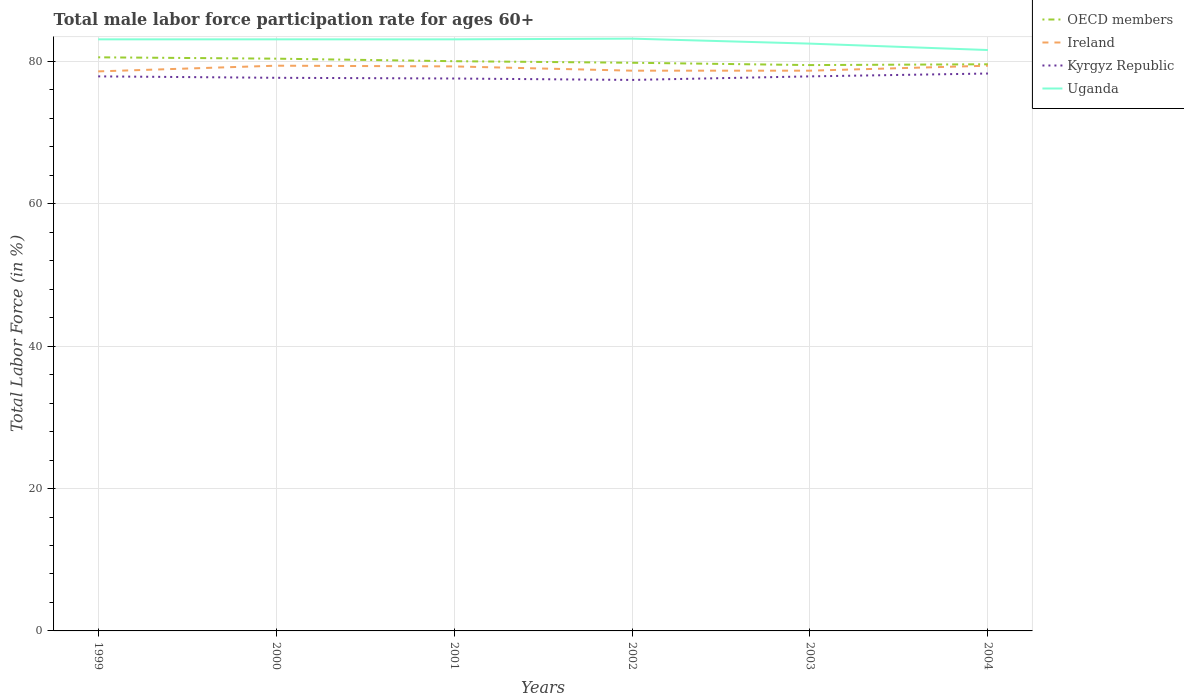 Total male labor force participation rate for ages 60+
OECD members
Ireland
Kyrgyz Republic
Uganda
Total Labor Force (in %)
80
60
40
20
0
1999
2000
2001
2002
2003
2004
Years